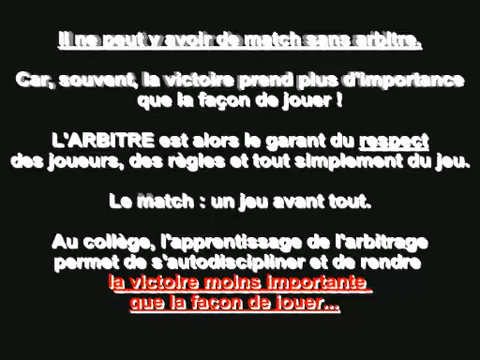 Il ne peut y avoir de match sans arbitre.
Car, souvent, la victoire prend plus d'importance
que la façon de jouer !
L'ARBITRE est alors le garant du respect
des joueurs, des règles et tout simplement du jeu.
Le Match : un jeu avant tout.
Au collège, l'apprentissage de l'arbitrage
permet de s'autodiscipliner et de rendre
la victoire moins importante
que la façon de jouer...